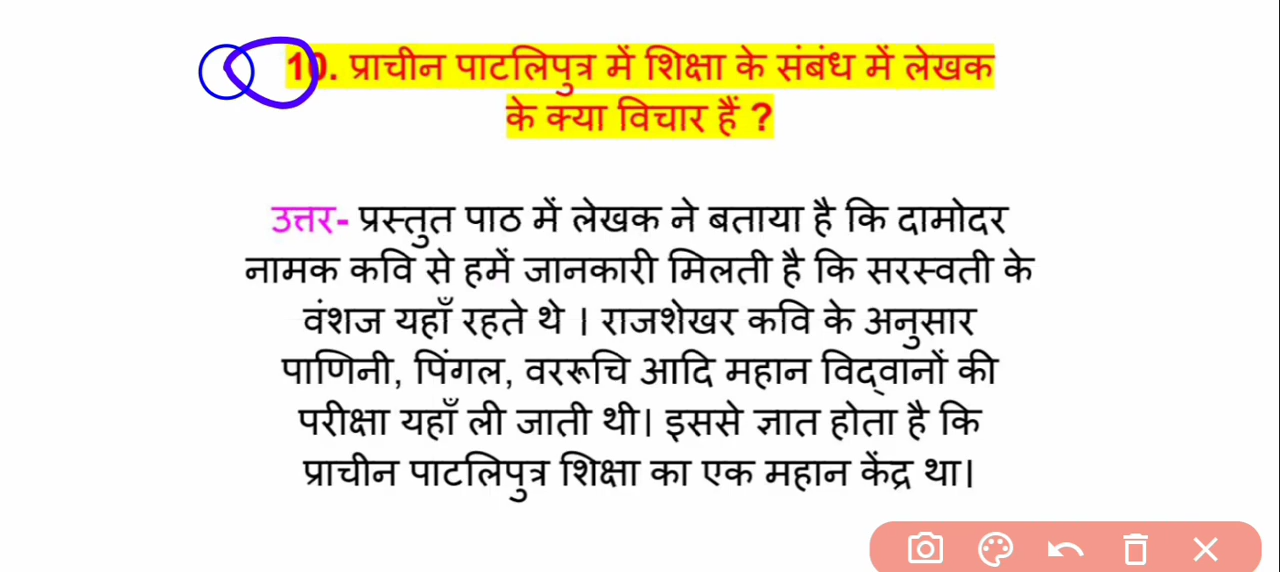 10. प्राचीन पाटलिपुत्र में शिक्षा के संबंध में लेखक
के क्या विचार हैं ?
उत्तर- प्रस्तुत पाठ में लेखक ने बताया है कि दामोदर
नामक कवि से हमें जानकारी मिलती है कि सरस्वती के
वंशज यहाँ रहते थे । राजशेखर कवि के अनुसार
पाणिनी, पिंगल, वररूचि आदि महान विद्वानों की
परीक्षा यहाँ ली जाती थी। इससे ज्ञात होता है कि
प्राचीन पाटलिपुत्र शिक्षा का एक महान केंद्र था।